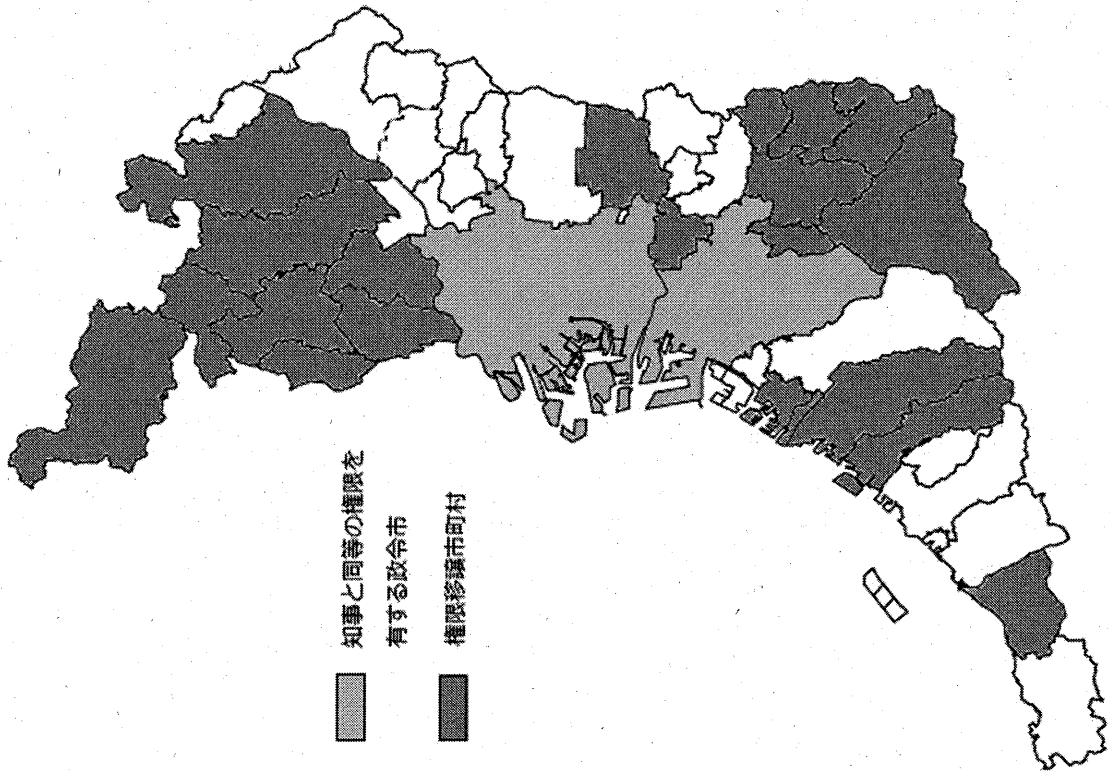 知事と同等の権限を
有する政令市
権限移譲市町村